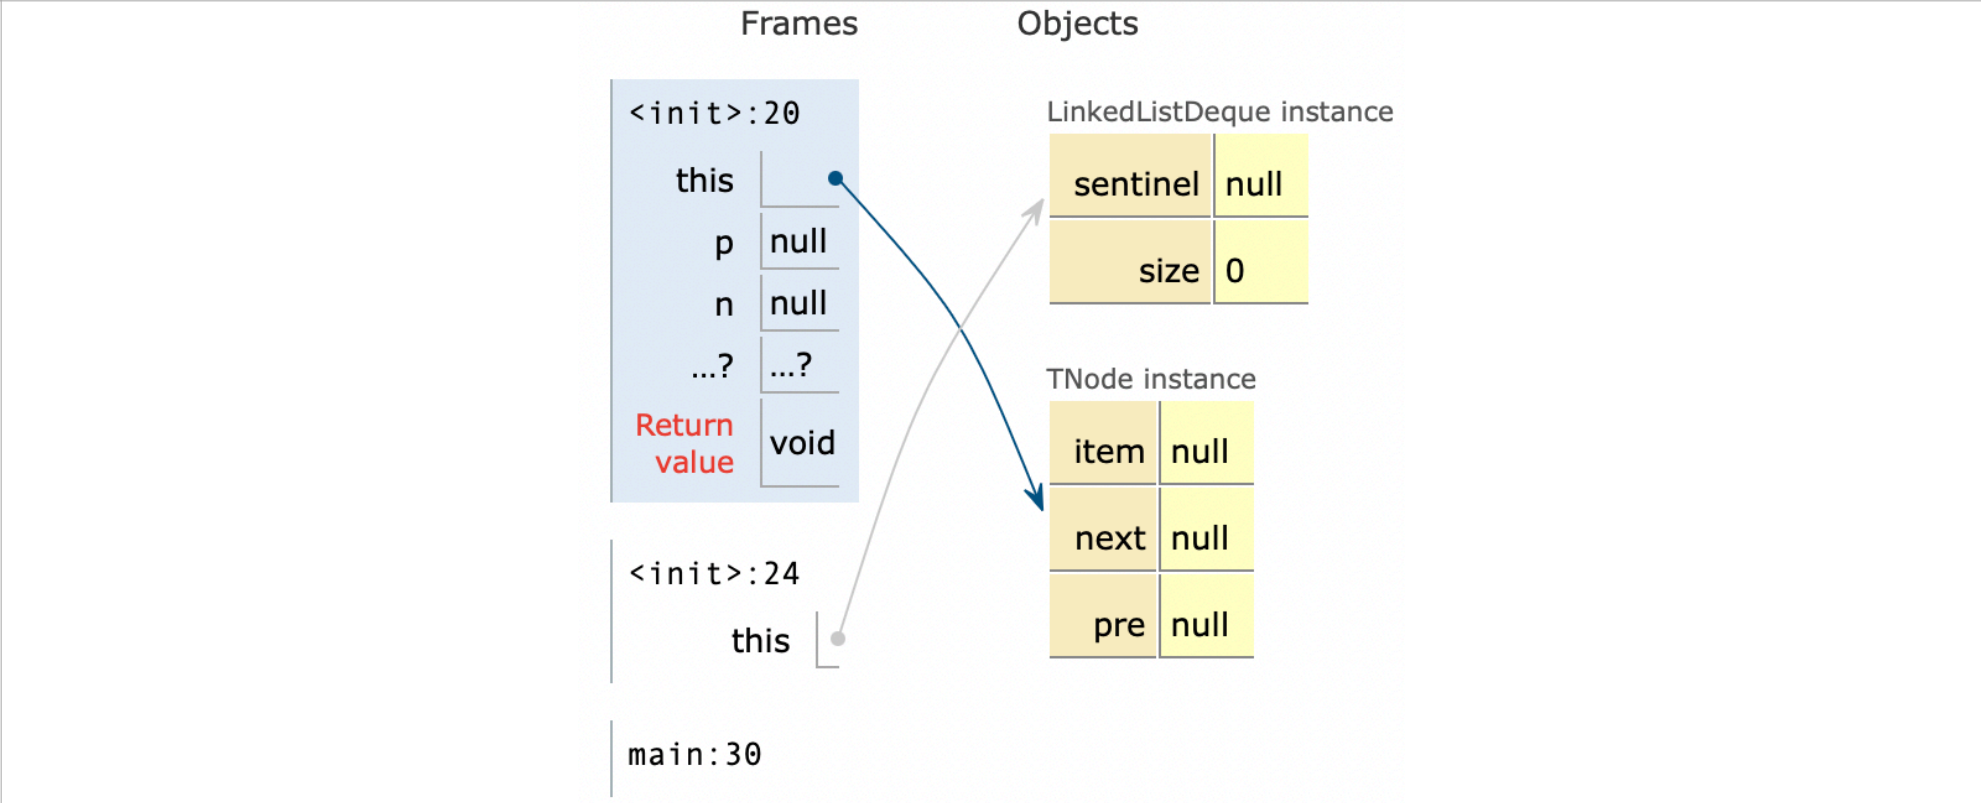 Frames
Objects
<init>:20
this
p null
n null
...? ...?
Return
value
void
<init>:24
this
main:30
LinkedListDeque instance
sentinel null
size 0
TNode instance
item null
next null
pre null